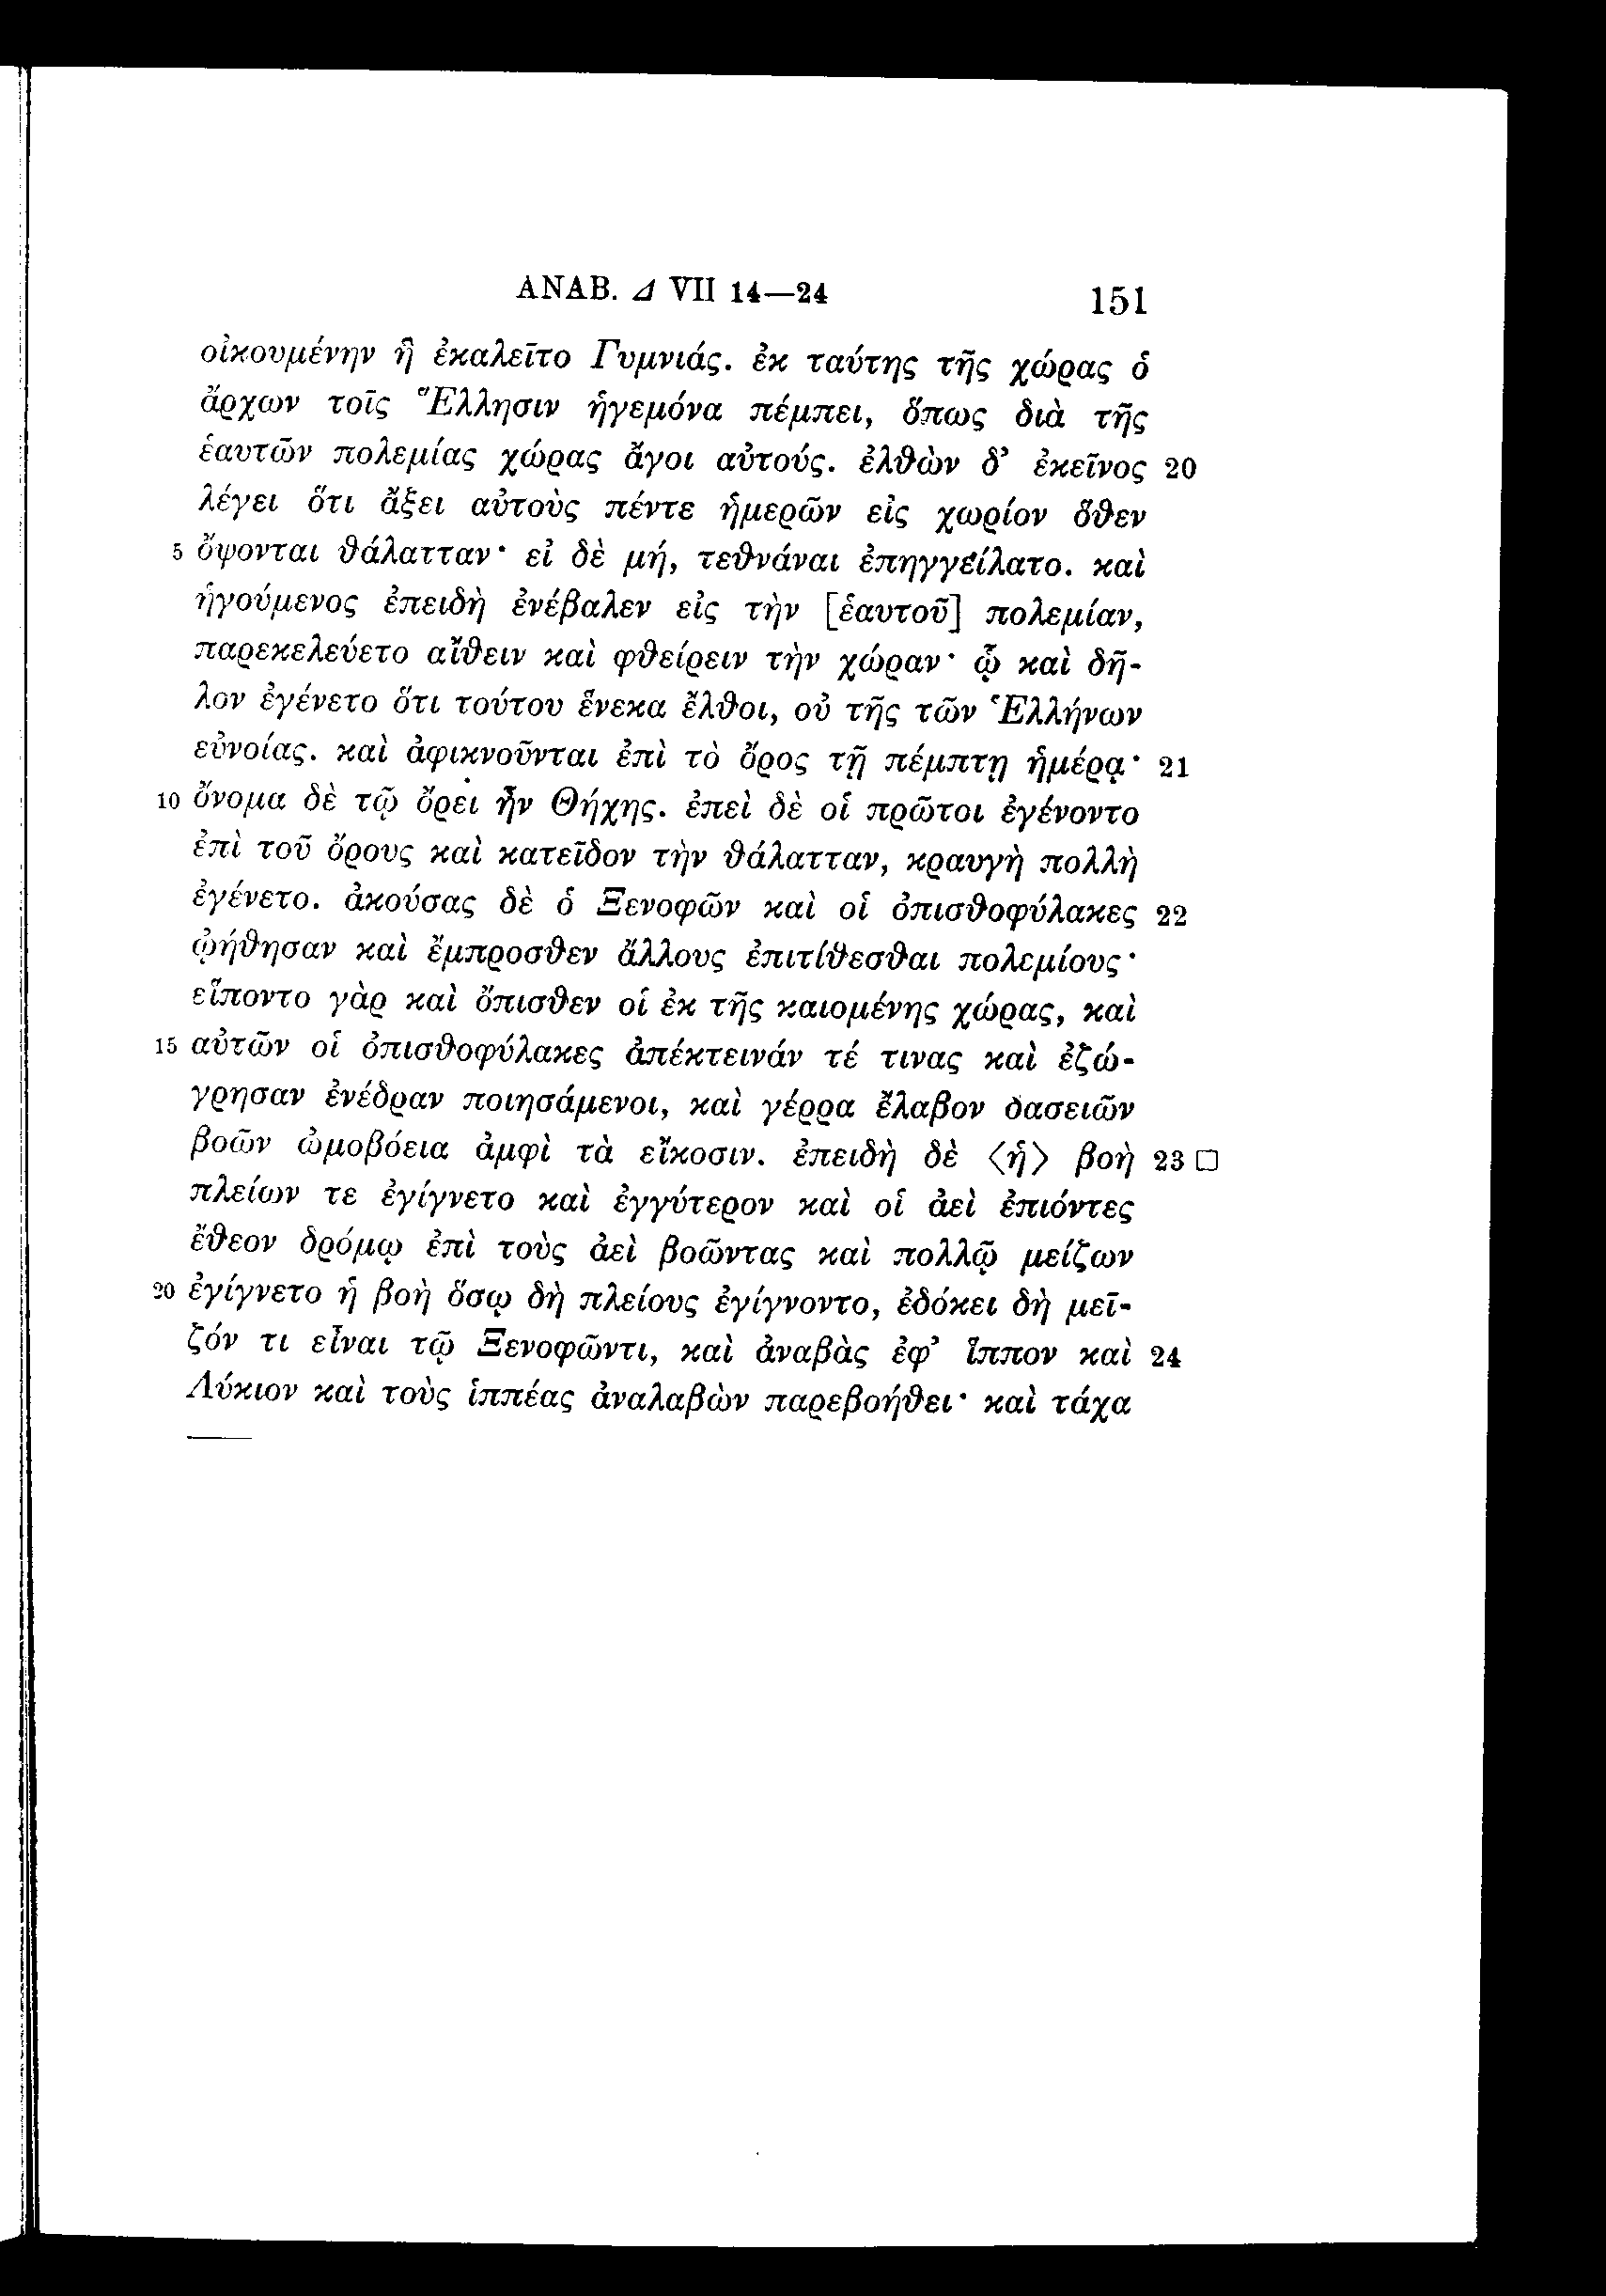 ΑΝΑΒ. Δ VII 14—24 151
οἰκουμένην ἣ ἐκαλεῖτο Γυμνιάς. ἐκ ταύτης τῆς χώρας ὁ
ἄρχων τοῖς Ἕλλησιν ἡγεμόνα πέμπει, ὅπως διὰ τῆς
ἑαυτῶν πολεμίας χώρας ἄγοι αὐτούς. ἐλθὼν δ’ ἐκεῖνος 20
λέγει ὅτι ἄξει αὐτοὺς πέντε ἡμερῶν εἰς χωρίον ὅθεν
5 ὄψονται θάλατταν· εἰ δὲ μή, τεθνάναι ἐπηγγείλατο. καὶ
ἡγούμενος ἐπειδὴ ἐνέβαλεν εἰς τὴν [ἑαυτοῦ] πολεμίαν,
παρεκελεύετο αἴθειν καὶ φθείρειν τὴν χώραν· ᾧ καὶ δῆ-
λον ἐγένετο ὅτι τούτου ἕνεκα ἔλθοι, οὐ τῆς τῶν Ἑλλήνων
εὐνοίας. καὶ ἀφικνοῦνται ἐπὶ τὸ ὄρος τῇ πέμπτῃ ἡμέρᾳ· 21
10 ὄνομα δὲ τῷ ὄρει ἦν Θήχης. ἐπεὶ δὲ οἱ πρῶτοι ἐγένοντο
ἐπὶ τοῦ ὄρους καὶ κατεῖδον τὴν θάλατταν, κραυγὴ πολλὴ
ἐγένετο. ἀκούσας δὲ ὁ Ξενοφῶν καὶ οἱ ὀπισθοφύλακες 22
ᾠήθησαν καὶ ἔμπροσθεν ἄλλους ἐπιτίθεσθαι πολεμίους·
εἵποντο γὰρ καὶ ὄπισθεν οἱ ἐκ τῆς καιομένης χώρας, καὶ
15 αὐτῶν οἱ ὀπισθοφύλακες ἀπέκτεινάν τέ τινας καὶ ἐζώ-
γρησαν ἐνέδραν ποιησάμενοι, καὶ γέρρα ἔλαβον δασειῶν
βοῶν ὠμοβόεια ἀμφὶ τὰ εἴκοσιν. ἐπειδὴ δὲ ⟨ἡ⟩ βοὴ 23 □
πλείων τε ἐγίγνετο καὶ ἐγγύτερον καὶ οἱ ἀεὶ ἐπιόντες
ἔθεον δρόμῳ ἐπὶ τοὺς ἀεὶ βοῶντας καὶ πολλῷ μείζων
20 ἐγίγνετο ἡ βοὴ ὅσῳ δὴ πλείους ἐγίγνοντο, ἐδόκει δὴ μεῖ-
ζόν τι εἶναι τῷ Ξενοφῶντι, καὶ ἀναβὰς ἐφ’ ἵππον καὶ 24
Λύκιον καὶ τοὺς ἱππέας ἀναλαβὼν παρεβοήθει· καὶ τάχα